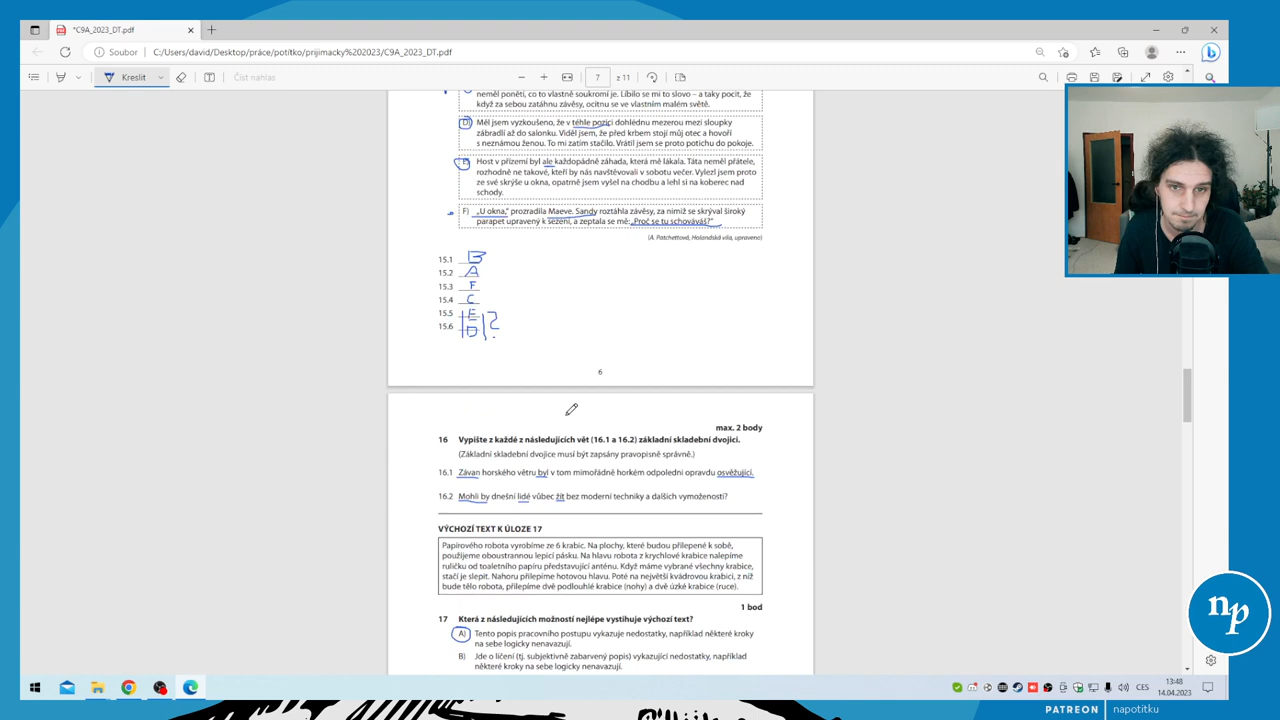 *C9A_2023_DT.pdf
Soubor C:/Users/david/Desktop/práce/potítko/prijimacky%202023/C9A_2023_DT.pdf
Kreslit Číst nahlas 7 z 11
neměl ponětí, co to vlastně soukromí je. Líbilo se mi to slovo – a taky pocit, že
když za sebou zatáhnu závěsy, ocitnu se ve vlastním malém světě.
D) Měl jsem vyzkoušeno, že v téhle pozici dohlédnu mezerou mezi sloupky
zábradlí až do salonku. Viděl jsem, že před krbem stojí můj otec a hovoří
s neznámou ženou. To mi zatím stačilo. Vrátil jsem se proto potichu do pokoje.
E) Host v přízemí byl ale každopádně záhada, která mě lákala. Táta neměl přátele,
rozhodně ne takové, kteří by nás navštěvovali v sobotu večer. Vylezl jsem proto
ze své skrýše u okna, opatrně jsem vyšel na chodbu a lehl si na koberec nad
schody.
F) „U okna,“ prozradila Maeve. Sandy roztáhla závěsy, za nimiž se skrýval široký
parapet upravený k sezení, a zeptala se mě: „Proč se tu schováváš?“
(A. Patchettová, Holandská vila, upraveno)
15.1 B
15.2 A
15.3 F
15.4 C
15.5 E
15.6 D ?
6
max. 2 body
16 Vypište z každé z následujících vět (16.1 a 16.2) základní skladební dvojici.
(Základní skladební dvojice musí být zapsány pravopisně správně.)
16.1 Závan horského větru byl v tom mimořádně horkém odpoledni opravdu osvěžující.
16.2 Mohli by dnešní lidé vůbec žít bez moderní techniky a dalších vymožeností?
VÝCHOZÍ TEXT K ÚLOZE 17
Papírového robota vyrobíme ze 6 krabic. Na plochy, které budou přilepené k sobě,
použijeme oboustrannou lepicí pásku. Na hlavu robota z krychlové krabice nalepíme
ruličku od toaletního papíru představující anténu. Když máme vybrané všechny krabice,
stačí je slepit. Nahoru přilepíme hotovou hlavu. Poté na největší kvádrovou krabici, z níž
bude tělo robota, přilepíme dvě podlouhlé krabice (nohy) a dvě úzké krabice (ruce).
1 bod
17 Která z následujících možností nejlépe vystihuje výchozí text?
A) Tento popis pracovního postupu vykazuje nedostatky, například některé kroky
na sebe logicky nenavazují.
B) Jde o líčení (tj. subjektivně zabarvený popis) vykazující nedostatky, například
některé kroky na sebe logicky nenavazují.
np
CES
13:48
14.04.2023
PATREON napotitku